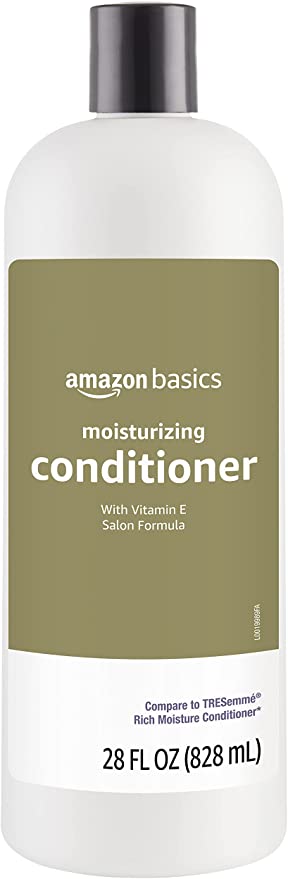 amazon basics
moisturizing
conditioner
With Vitamin E
Salon Formula
L0019989FA
Compare to TRESemmé®
Rich Moisture Conditioner*
28 FL OZ (828 mL)